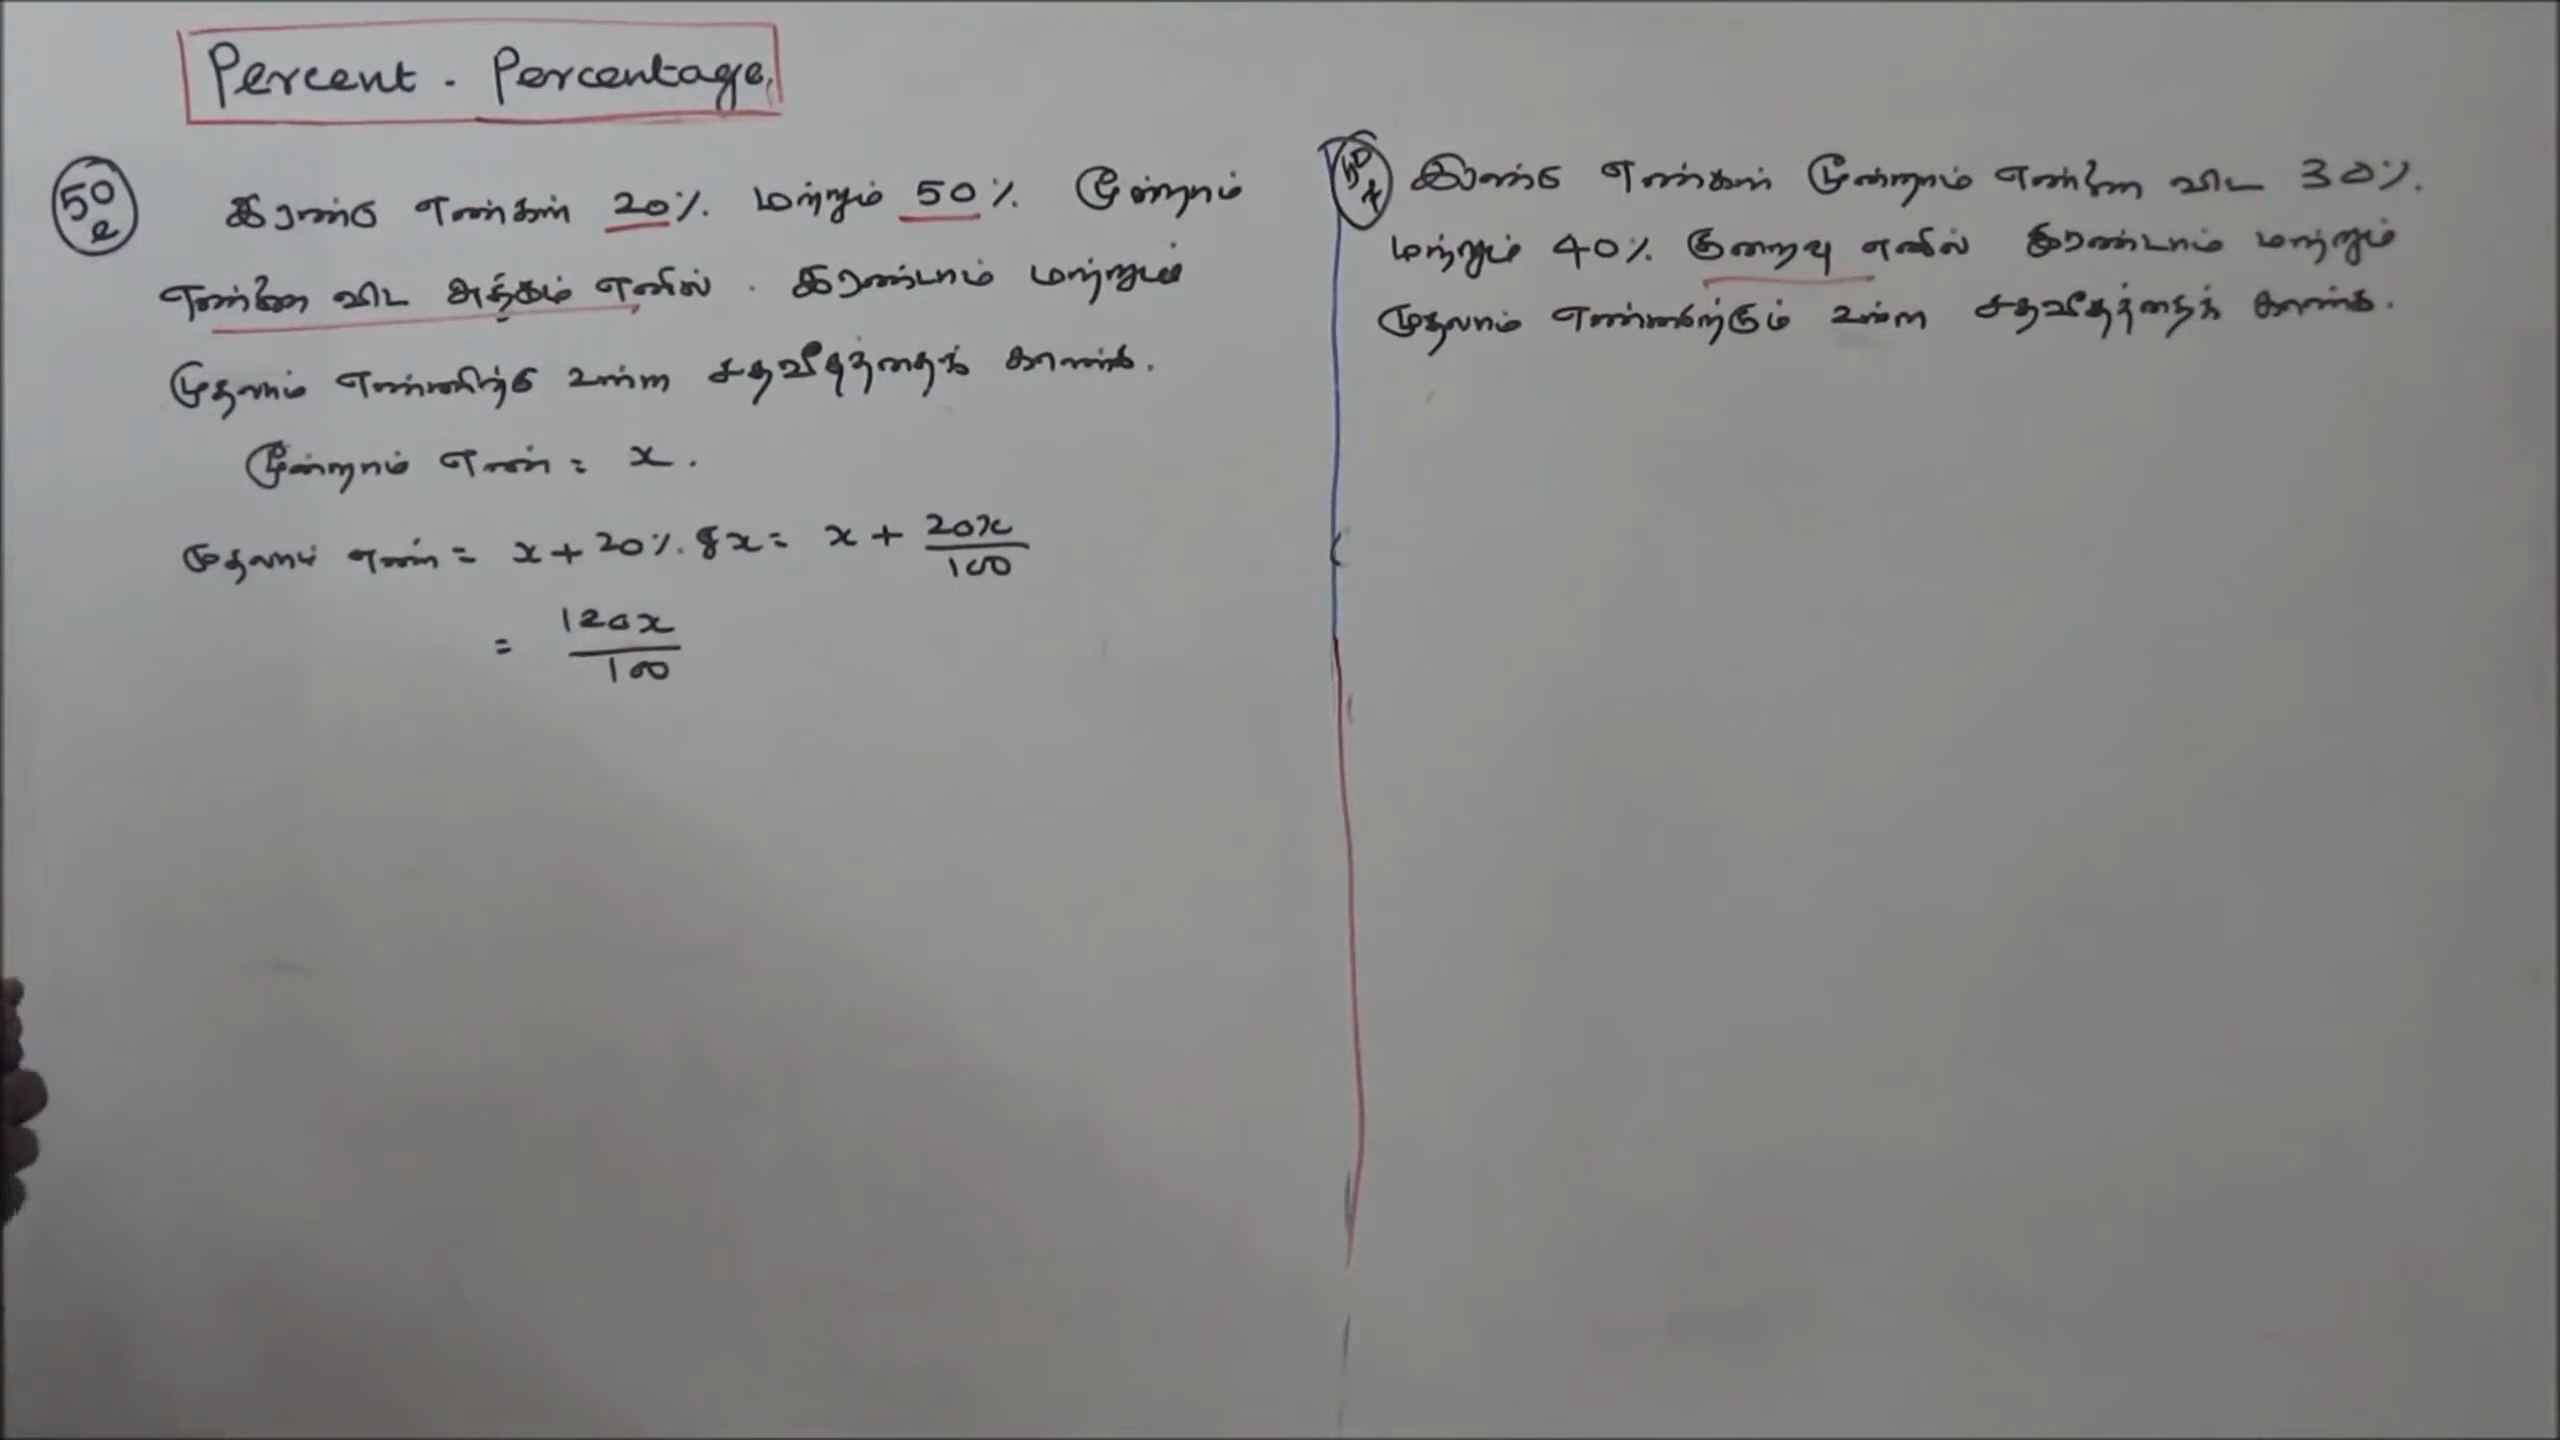 Percent - Percentage
50
e
இரண்டு எண்கள் 20% மற்றும் 50% மூன்றாம்
எண்ணை விட அதிகம் எனில் . இரண்டாம் மற்றும்
முதலாம் எண்ணிற்கு உள்ள சதவீதத்தைக் காண்க.
மூன்றாம் எண் = x.
முதலாம் எண் = x + 20% of x = x + 20x/100
= 120x/100
50
f
இரண்டு எண்கள் மூன்றாம் எண்ணை விட 30%
மற்றும் 40% குறைவு எனில் இரண்டாம் மற்றும்
முதலாம் எண்ணிற்கும் உள்ள சதவீதத்தைக் காண்க.